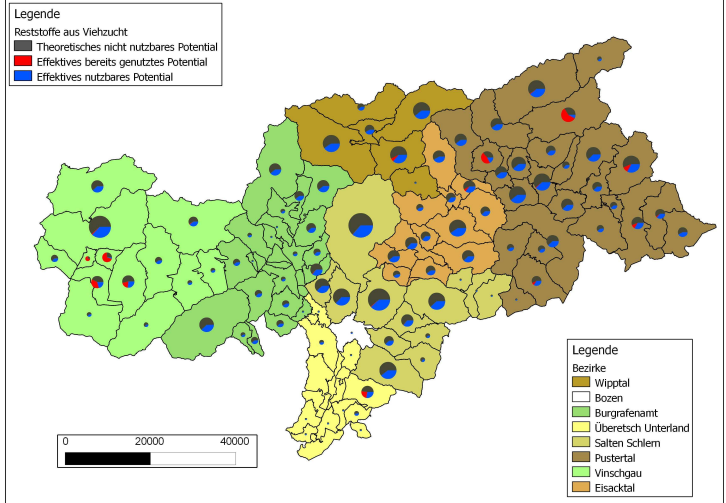 Legende
Reststoffe aus Viehzucht
Theoretisches nicht nutzbares Potential
Effektives bereits genutztes Potential
Effektives nutzbares Potential
Legende
Bezirke
Wipptal
Bozen
Burgrafenamt
Überetsch Unterland
Salten Schlern
Pustertal
Vinschgau
Eisacktal
0 20000 40000